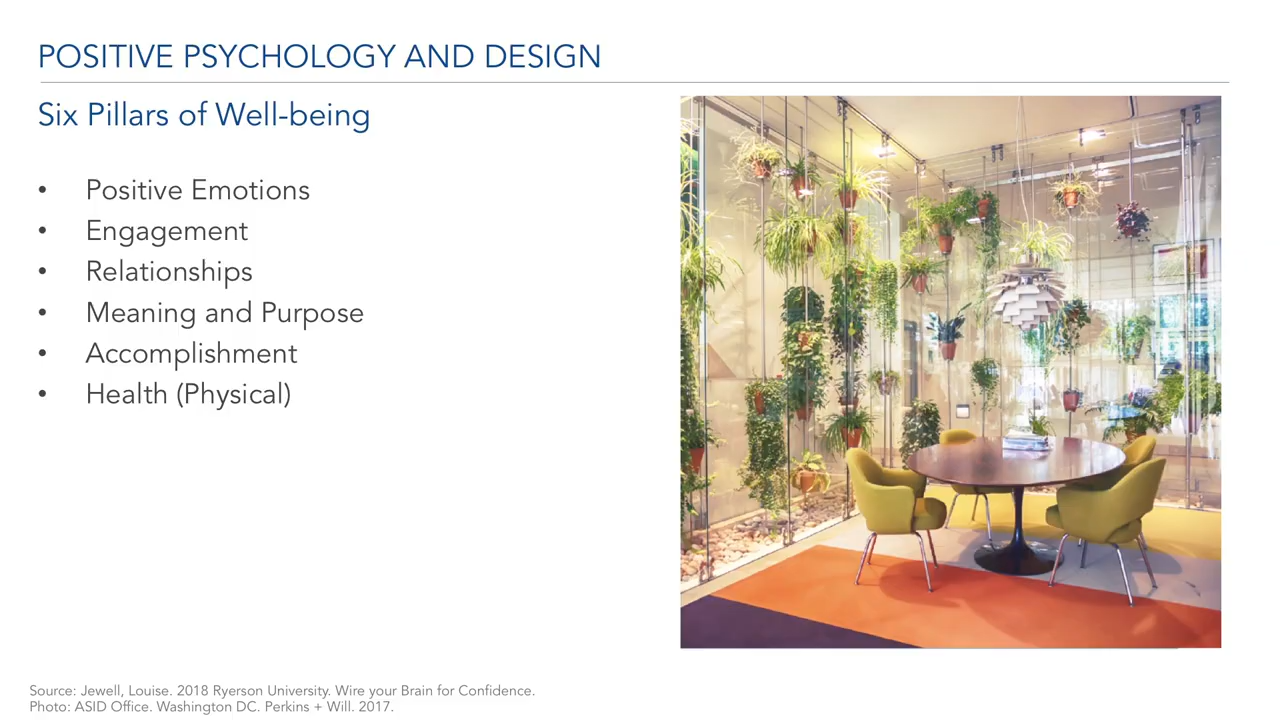 POSITIVE PSYCHOLOGY AND DESIGN
Six Pillars of Well-being
• Positive Emotions
• Engagement
• Relationships
• Meaning and Purpose
• Accomplishment
• Health (Physical)
Source: Jewell, Louise. 2018 Ryerson University. Wire your Brain for Confidence.
Photo: ASID Office. Washington DC. Perkins + Will. 2017.